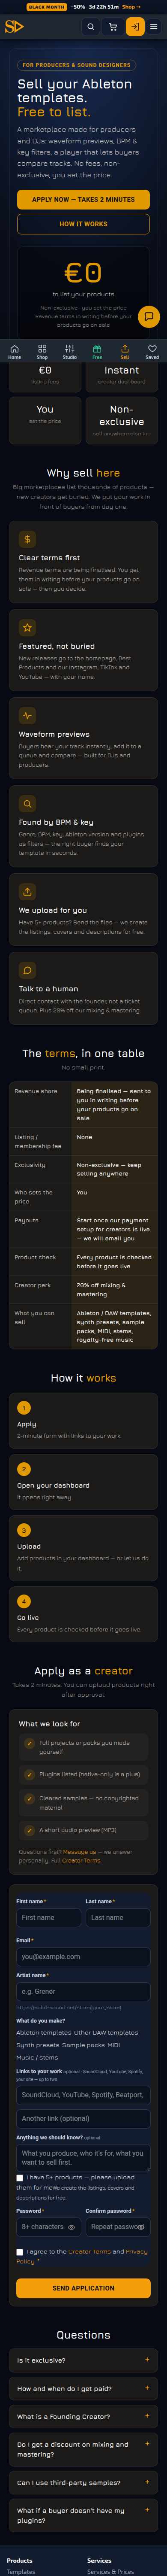 BLACK MONTH −50% · 3d 22h 51m Shop →
FOR PRODUCERS & SOUND DESIGNERS
Sell your Ableton
templates.
Free to list.
A marketplace made for producers
and DJs, a player that lets buyers
compare tracks. No fees, non-
exclusive, you set the price.
APPLY NOW — TAKES 2 MINUTES
HOW IT WORKS
€0
to list your products
Non-exclusive · you set the price ·
Revenue terms in writing before your
products go on sale
Home
Shop
Studio
Free
Sell
Saved
€0
listing fees
Instant
creator dashboard
You
set the price
Non-
exclusive
sell anywhere else too
Why sell here
Big marketplaces list thousands of products —
new creators get buried. We put your work in
front of buyers from day one.
Clear terms first
Revenue terms are being finalised. You get
them in writing before your products go on
sale — then you decide.
Featured, not buried
New releases go to the homepage, Best
Products and our Instagram, TikTok and
YouTube — with your name.
Waveform previews
Buyers hear your track instantly, add it to a
queue and compare — built for DJs and
producers.
Found by BPM & key
Genre, BPM, key, Ableton version and plugins
as filters — the right buyer finds your
template in seconds.
We upload for you
Have 5+ products? Send the files — we create
the listings, covers and descriptions for free.
Talk to a human
Direct contact with the founder, not a ticket
queue. Plus 20% off our mixing & mastering.
The terms, in one table
No small print.
Revenue share
Being finalised — sent to
you in writing before
your products go on
sale
Listing /
membership fee
None
Exclusivity
Non-exclusive — keep
selling anywhere
Who sets the
price
You
Payouts
Start once our payment
setup for creators is live
— we will email you
Product check
Every product is checked
before it goes live
Creator perk
20% off mixing &
mastering
What you can
sell
Ableton / DAW templates,
synth presets, sample
packs, MIDI, stems,
royalty-free music
How it works
1
Apply
2-minute form with links to your work.
2
Open your dashboard
It opens right away.
3
Upload
Add products in your dashboard — or let us do
it.
4
Go live
Every product is checked before it goes live.
Apply as a creator
Takes 2 minutes. You can upload products right
after approval.
What we look for
✓ Full projects or packs you made
yourself
✓ Plugins listed (native-only is a plus)
✓ Cleared samples — no copyrighted
material
✓ A short audio preview (MP3)
Questions first? Message us — we answer
personally. Full Creator Terms.
First name *
Last name *
First name
Last name
Email *
you@example.com
Artist name *
e.g. Grenør
https://solid-sound.net/store/{your_store}
What do you make?
Ableton templates Other DAW templates
Synth presets Sample packs MIDI
Music / stems
Links to your work optional · SoundCloud, YouTube, Spotify,
your site — up to two
SoundCloud, YouTube, Spotify, Beatport,
Another link (optional)
Anything we should know? optional
What you produce, who it's for, what you
want to sell first.
I have 5+ products — please upload
them for me We create the listings, covers and
descriptions for free.
Password *
Confirm password *
8+ characters
Repeat password
I agree to the Creator Terms and Privacy
Policy. *
SEND APPLICATION
Questions
Is it exclusive? +
How and when do I get paid? +
What is a Founding Creator? +
Do I get a discount on mixing and
mastering? +
Can I use third-party samples? +
What if a buyer doesn't have my
plugins? +
Products
Services
Templates
Services & Prices